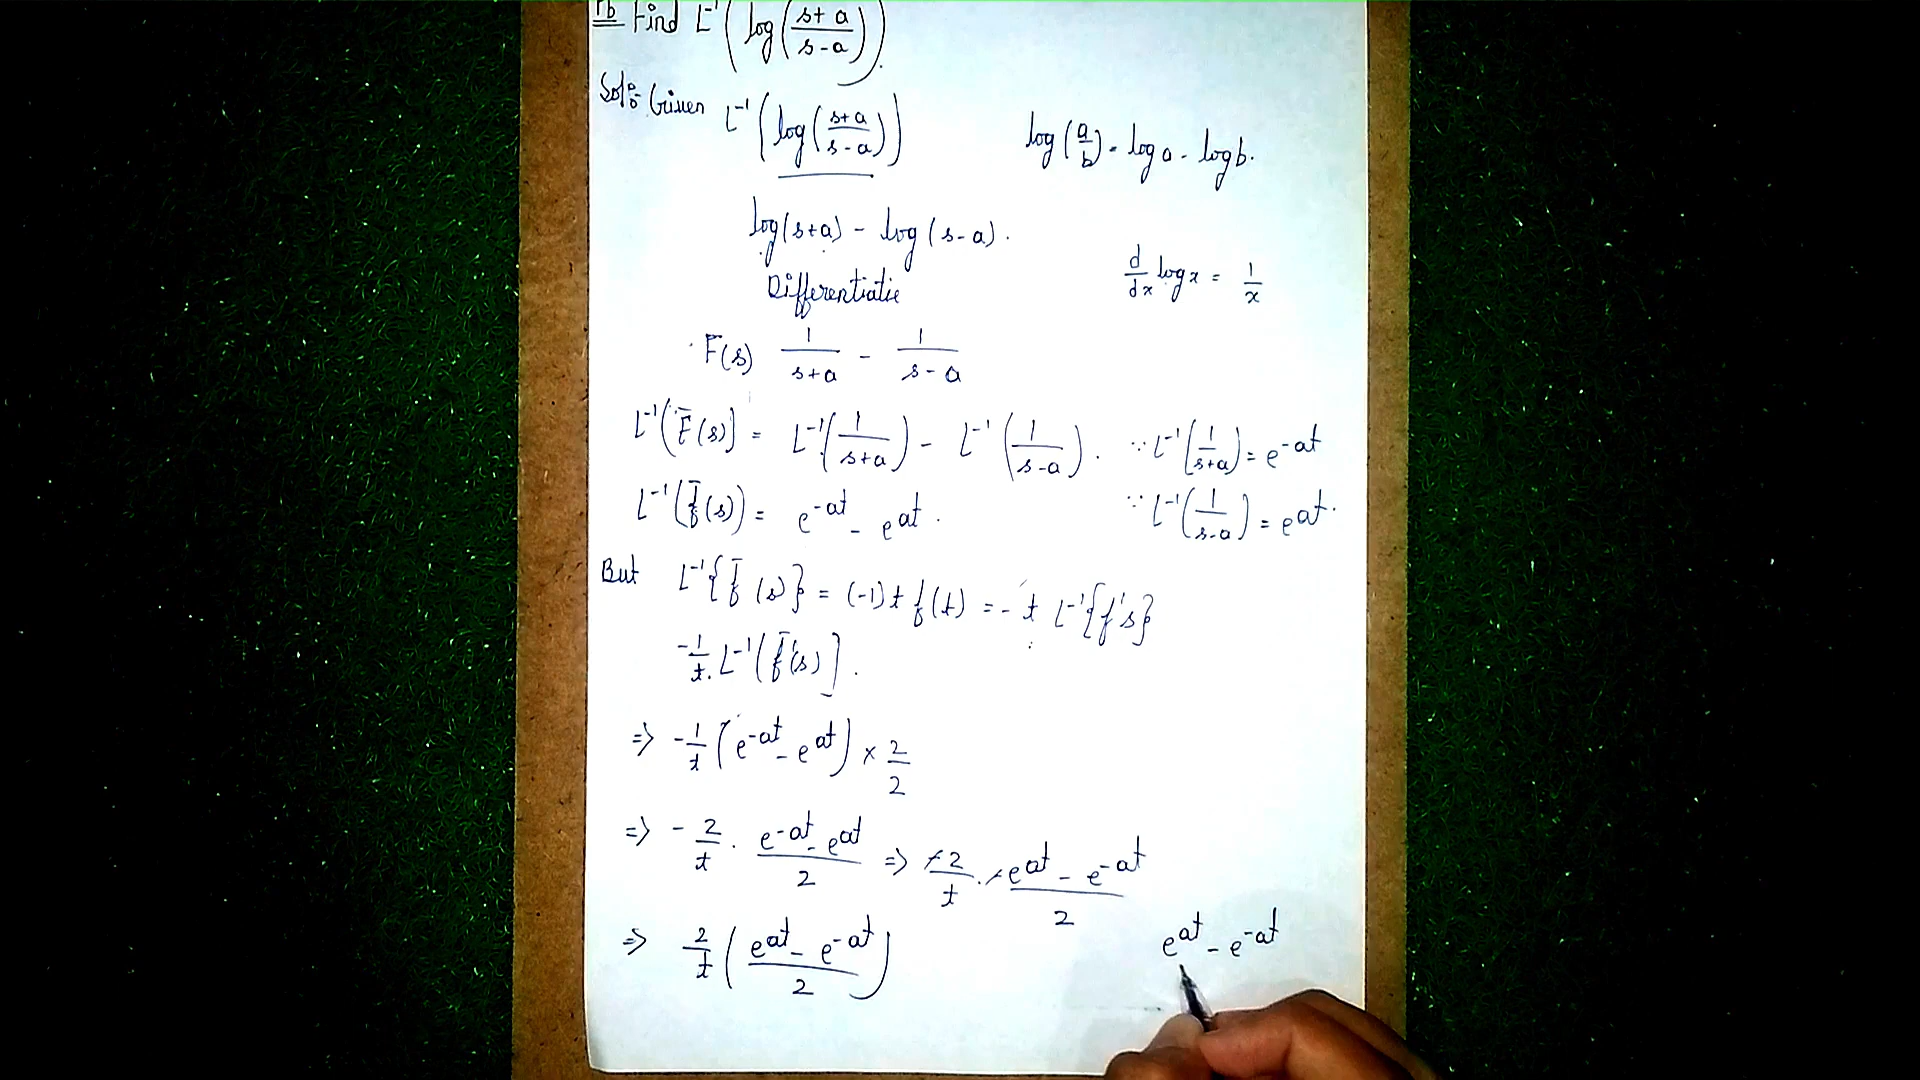 Pb Find L⁻¹(log((s+a)/(s-a))).
Sol:- Given L⁻¹(log((s+a)/(s-a)))
log(a/b) = log a - log b.
log(s+a) - log(s-a).
Differentiate
d/dx log x = 1/x
F(s) 1/(s+a) - 1/(s-a)
L⁻¹(F̄(s)) = L⁻¹(1/(s+a)) - L⁻¹(1/(s-a)). ∵ L⁻¹(1/(s+a)) = e^-at
L⁻¹(f̄(s)) = e^-at - e^at. ∵ L⁻¹(1/(s-a)) = e^at.
But L⁻¹{f̄(s)} = (-1) t f(t) = - t L⁻¹{f's}
-1/t. L⁻¹(f̄'(s)].
=> -1/t (e^-at - e^at) × 2/2
=> - 2/t . (e^-at - e^at)/2 => -2/t . -(e^at - e^-at)/2
=> 2/t ((e^at - e^-at)/2)
e^at - e^-at